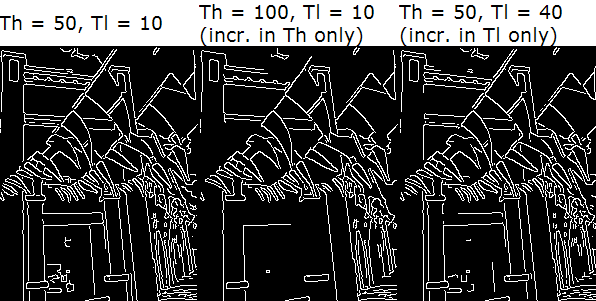 Th = 50, Tl = 10
Th = 100, Tl = 10
(incr. in Th only)
Th = 50, Tl = 40
(incr. in Tl only)